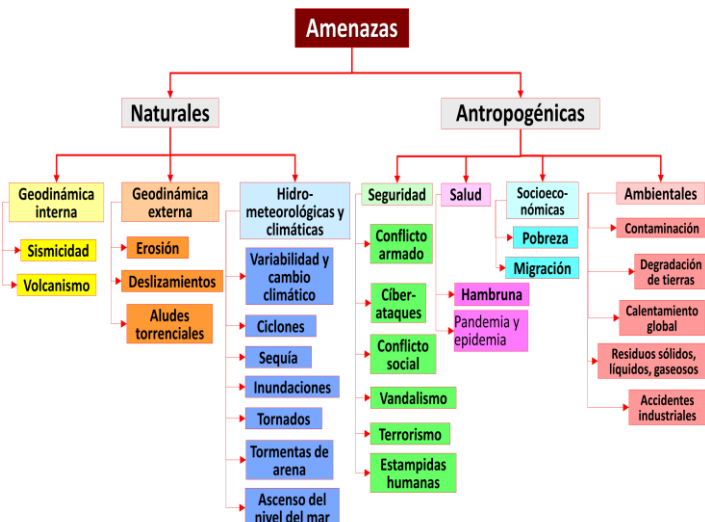 Amenazas
Naturales
Antropogénicas
Geodinámica
interna
Sismicidad
Volcanismo
Geodinámica
externa
Erosión
Deslizamientos
Aludes
torrenciales
Hidro-
meteorológicas y
climáticas
Variabilidad y
cambio
climático
Ciclones
Sequía
Inundaciones
Tornados
Tormentas de
arena
Ascenso del
nivel del mar
Seguridad
Conflicto
armado
Cíber-
ataques
Conflicto
social
Vandalismo
Terrorismo
Estampidas
humanas
Salud
Hambruna
Pandemia y
epidemia
Socioeco-
nómicas
Pobreza
Migración
Ambientales
Contaminación
Degradación
de tierras
Calentamiento
global
Residuos sólidos,
líquidos, gaseosos
Accidentes
industriales